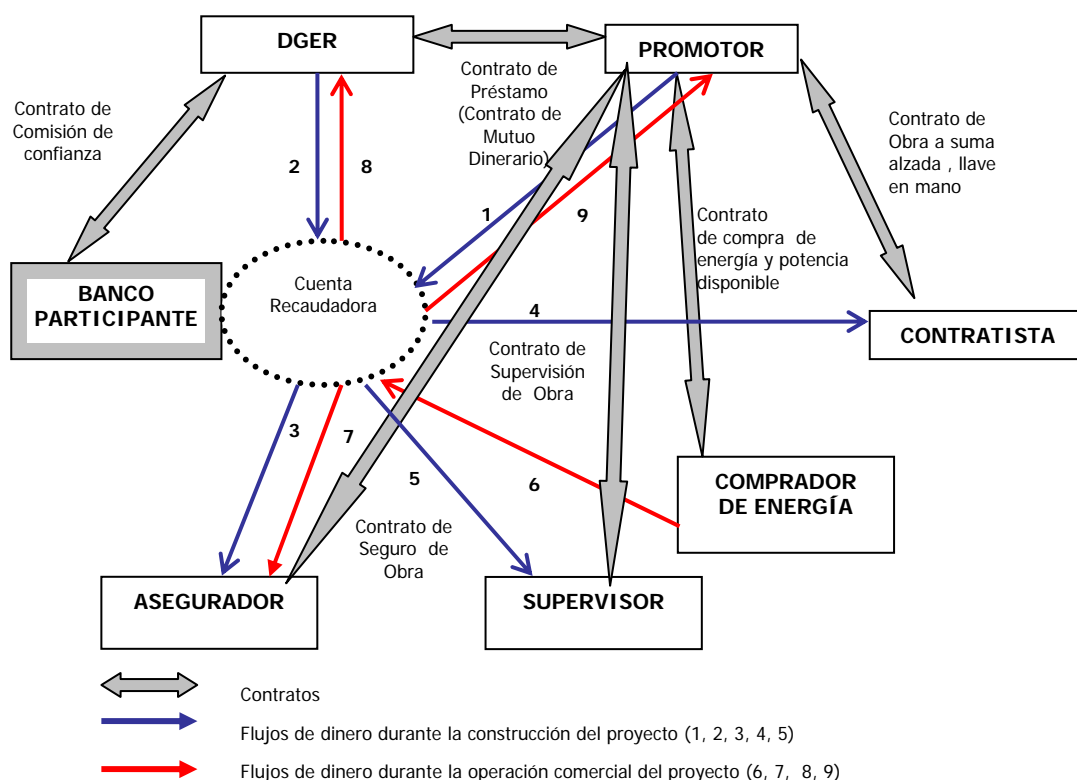 DGER
PROMOTOR
Contrato de
Comisión de
confianza
Contrato de
Préstamo
(Contrato de
Mutuo
Dinerario)
Contrato de
Obra a suma
alzada , llave
en mano
2
8
1
9
Contrato
de compra de
energía y potencia
disponible
BANCO
PARTICIPANTE
Cuenta
Recaudadora
4
CONTRATISTA
Contrato de
Supervisión
de Obra
3
7
5
6
COMPRADOR
DE ENERGÍA
Contrato de
Seguro de
Obra
ASEGURADOR
SUPERVISOR
Contratos
Flujos de dinero durante la construcción del proyecto (1, 2, 3, 4, 5)
Flujos de dinero durante la operación comercial del proyecto (6, 7, 8, 9)